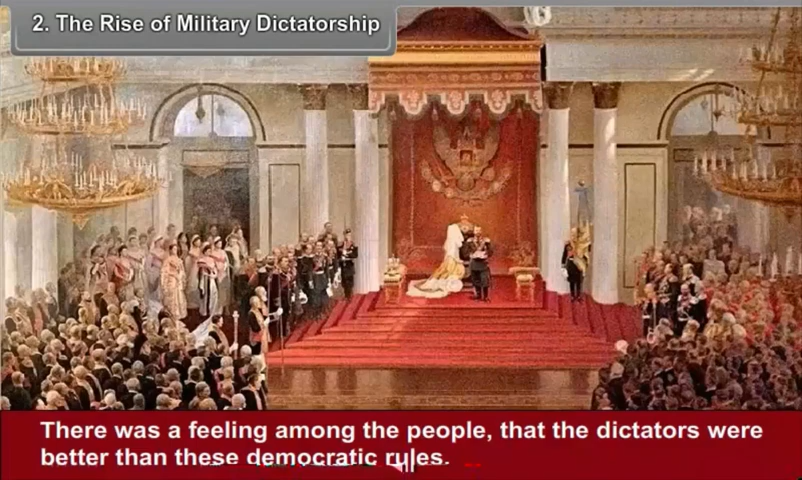 2. The Rise of Military Dictatorship
There was a feeling among the people, that the dictators were
better than these democratic rules.